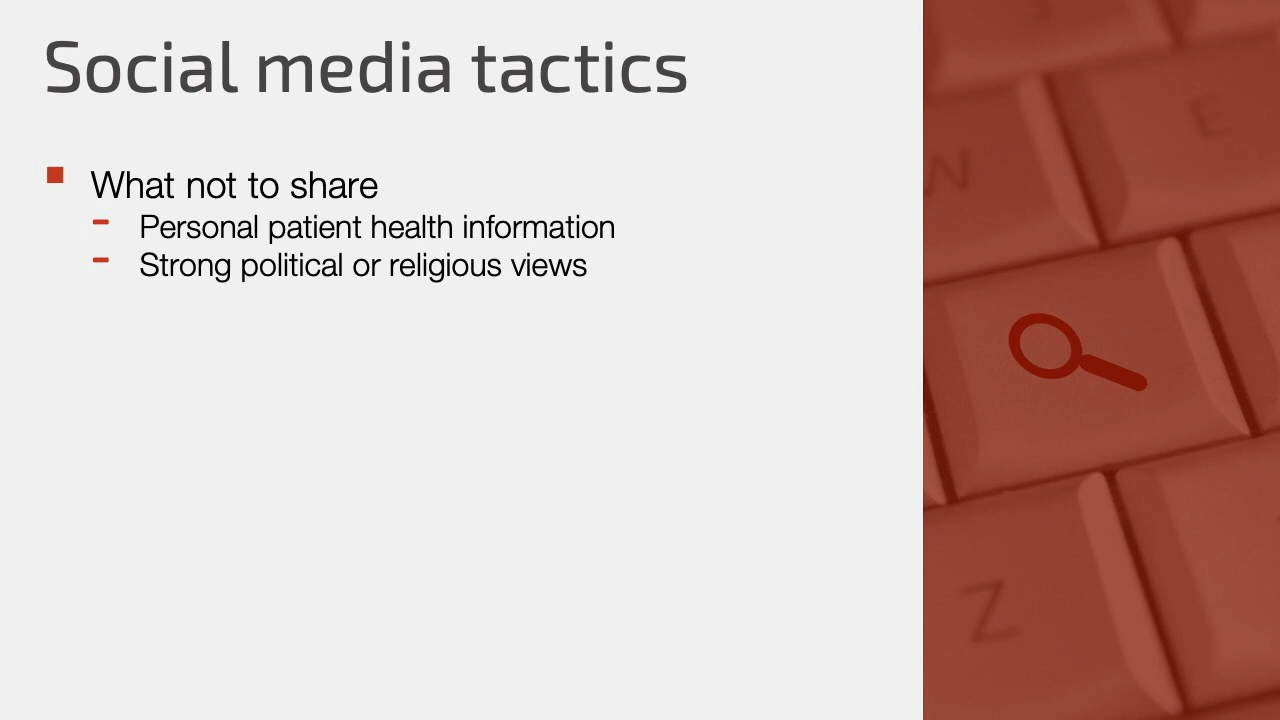 Social media tactics
What not to share
Personal patient health information
Strong political or religious views
W
E
Z